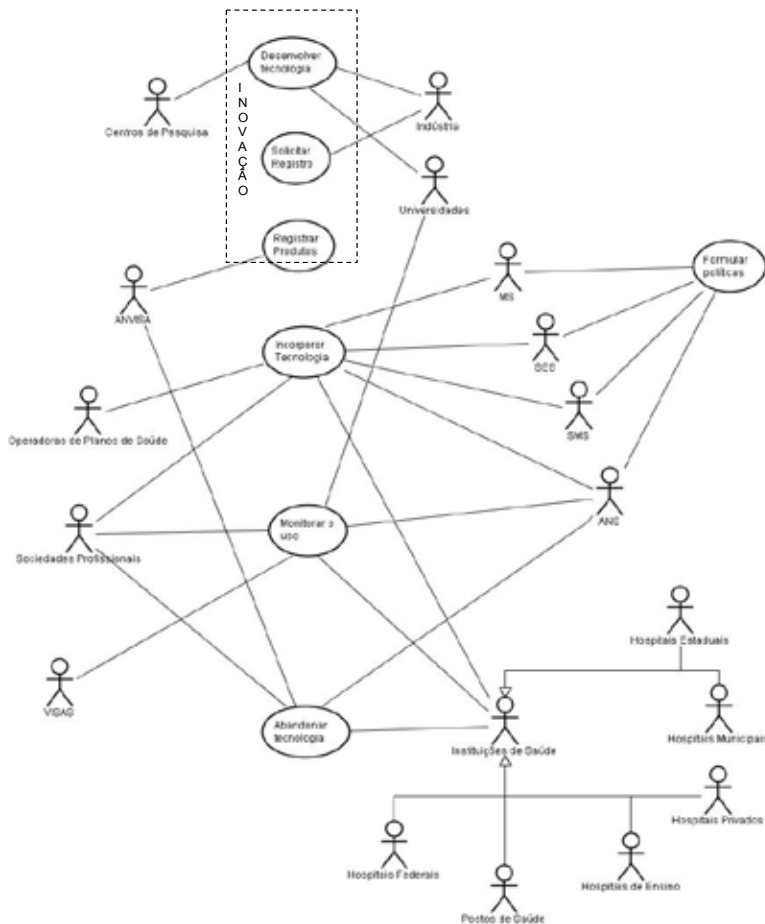 Desenvolver
tecnologia
INOVAÇÃO
Centros de Pesquisa
Indústria
Solicitar
Registro
Universidades
Registrar
Produtos
Formular
políticas
ANVISA
MS
Incorporar
Tecnologia
SES
SMS
Operadoras de Planos de Saúde
Monitorar o
uso
ANS
Sociedades Profissionais
Hospitais Estaduais
VISAS
Abandonar
tecnologia
Instituições de Saúde
Hospitais Municipais
Hospitais Privados
Hospitais Federais
Hospitais de Ensino
Postos de Saúde